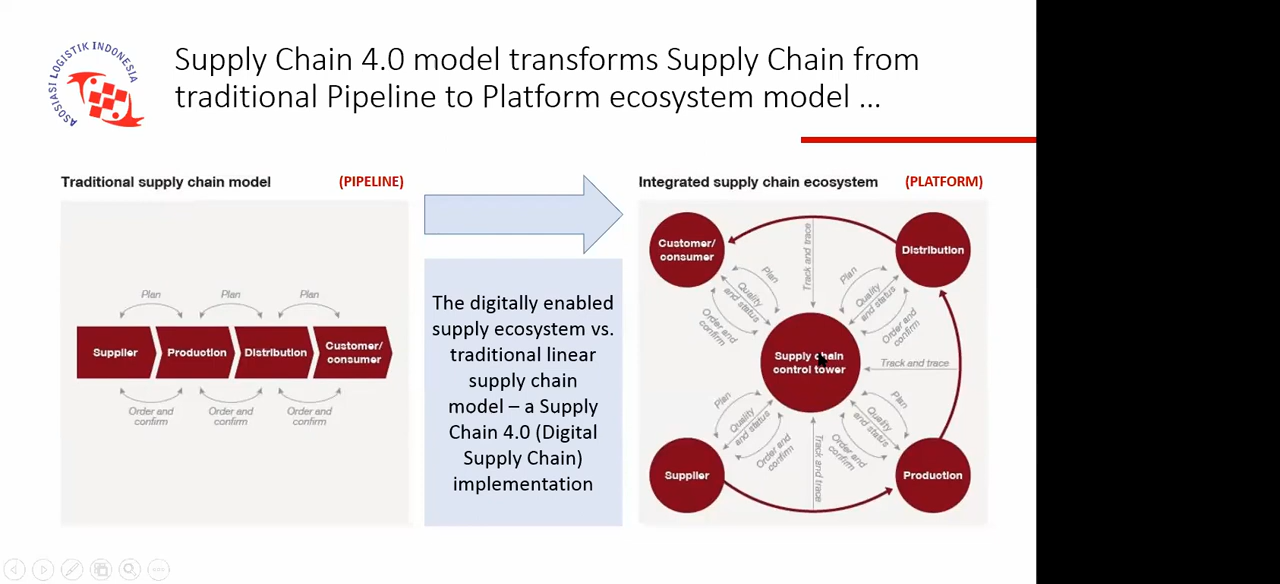 ASOSIASI LOGISTIK INDONESIA
Supply Chain 4.0 model transforms Supply Chain from
traditional Pipeline to Platform ecosystem model ...
Traditional supply chain model
(PIPELINE)
Plan
Plan
Plan
Supplier
Production
Distribution
Customer/
consumer
Order and
confirm
Order and
confirm
Order and
confirm
The digitally enabled
supply ecosystem vs.
traditional linear
supply chain
model – a Supply
Chain 4.0 (Digital
Supply Chain)
implementation
Integrated supply chain ecosystem
(PLATFORM)
Customer/
consumer
Plan
Quality
and status
Order and
confirm
Track and trace
Distribution
Plan
Quality
and status
Order and
confirm
Supply chain
control tower
Track and trace
Plan
Quality
and status
Order and
confirm
Supplier
Track and trace
Plan
Quality
and status
Order and
confirm
Production